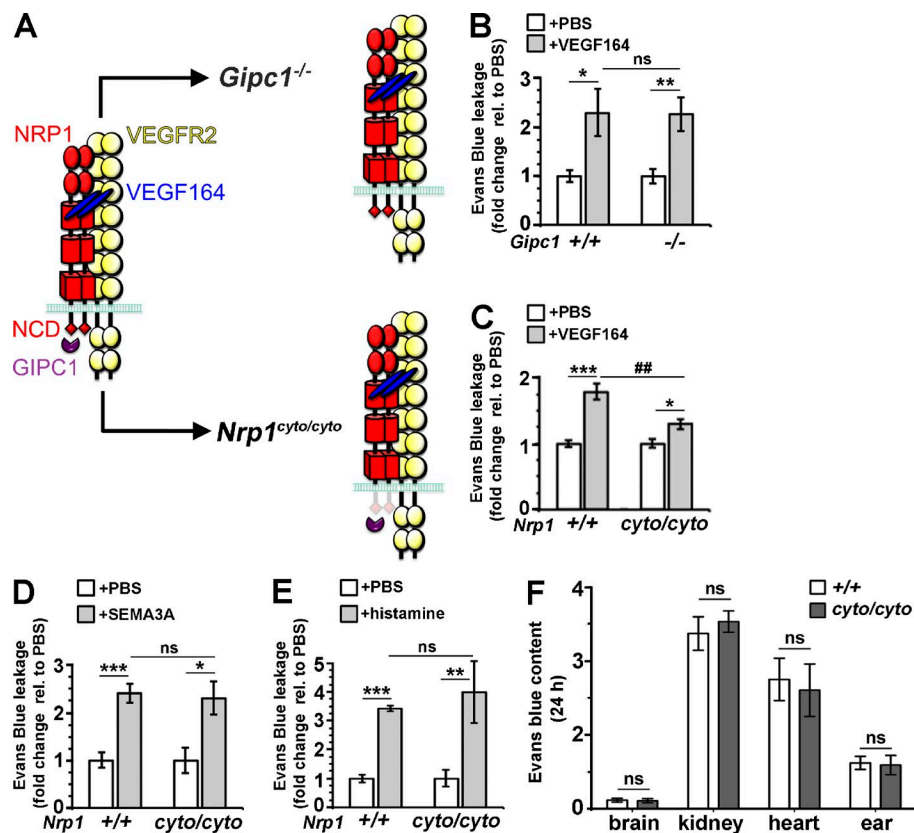 A
Gipc1-/-
NRP1
VEGFR2
VEGF164
NCD
GIPC1
Nrp1cyto/cyto
B
+PBS
+VEGF164
Evans Blue leakage
(fold change rel. to PBS)
3
2
1
0
*
**
ns
Gipc1 +/+ -/-
C
+PBS
+VEGF164
Evans Blue leakage
(fold change rel. to PBS)
2
1
0
***
##
*
Nrp1 +/+ cyto/cyto
D
+PBS
+SEMA3A
Evans Blue leakage
(fold change rel. to PBS)
3
2
1
0
***
ns
*
Nrp1 +/+ cyto/cyto
E
+PBS
+histamine
Evans Blue leakage
(fold change rel. to PBS)
5
4
3
2
1
0
***
ns
**
Nrp1 +/+ cyto/cyto
F
+/+
cyto/cyto
Evans blue content
(24 h)
4
3
2
1
0
ns
ns
ns
ns
brain kidney heart ear